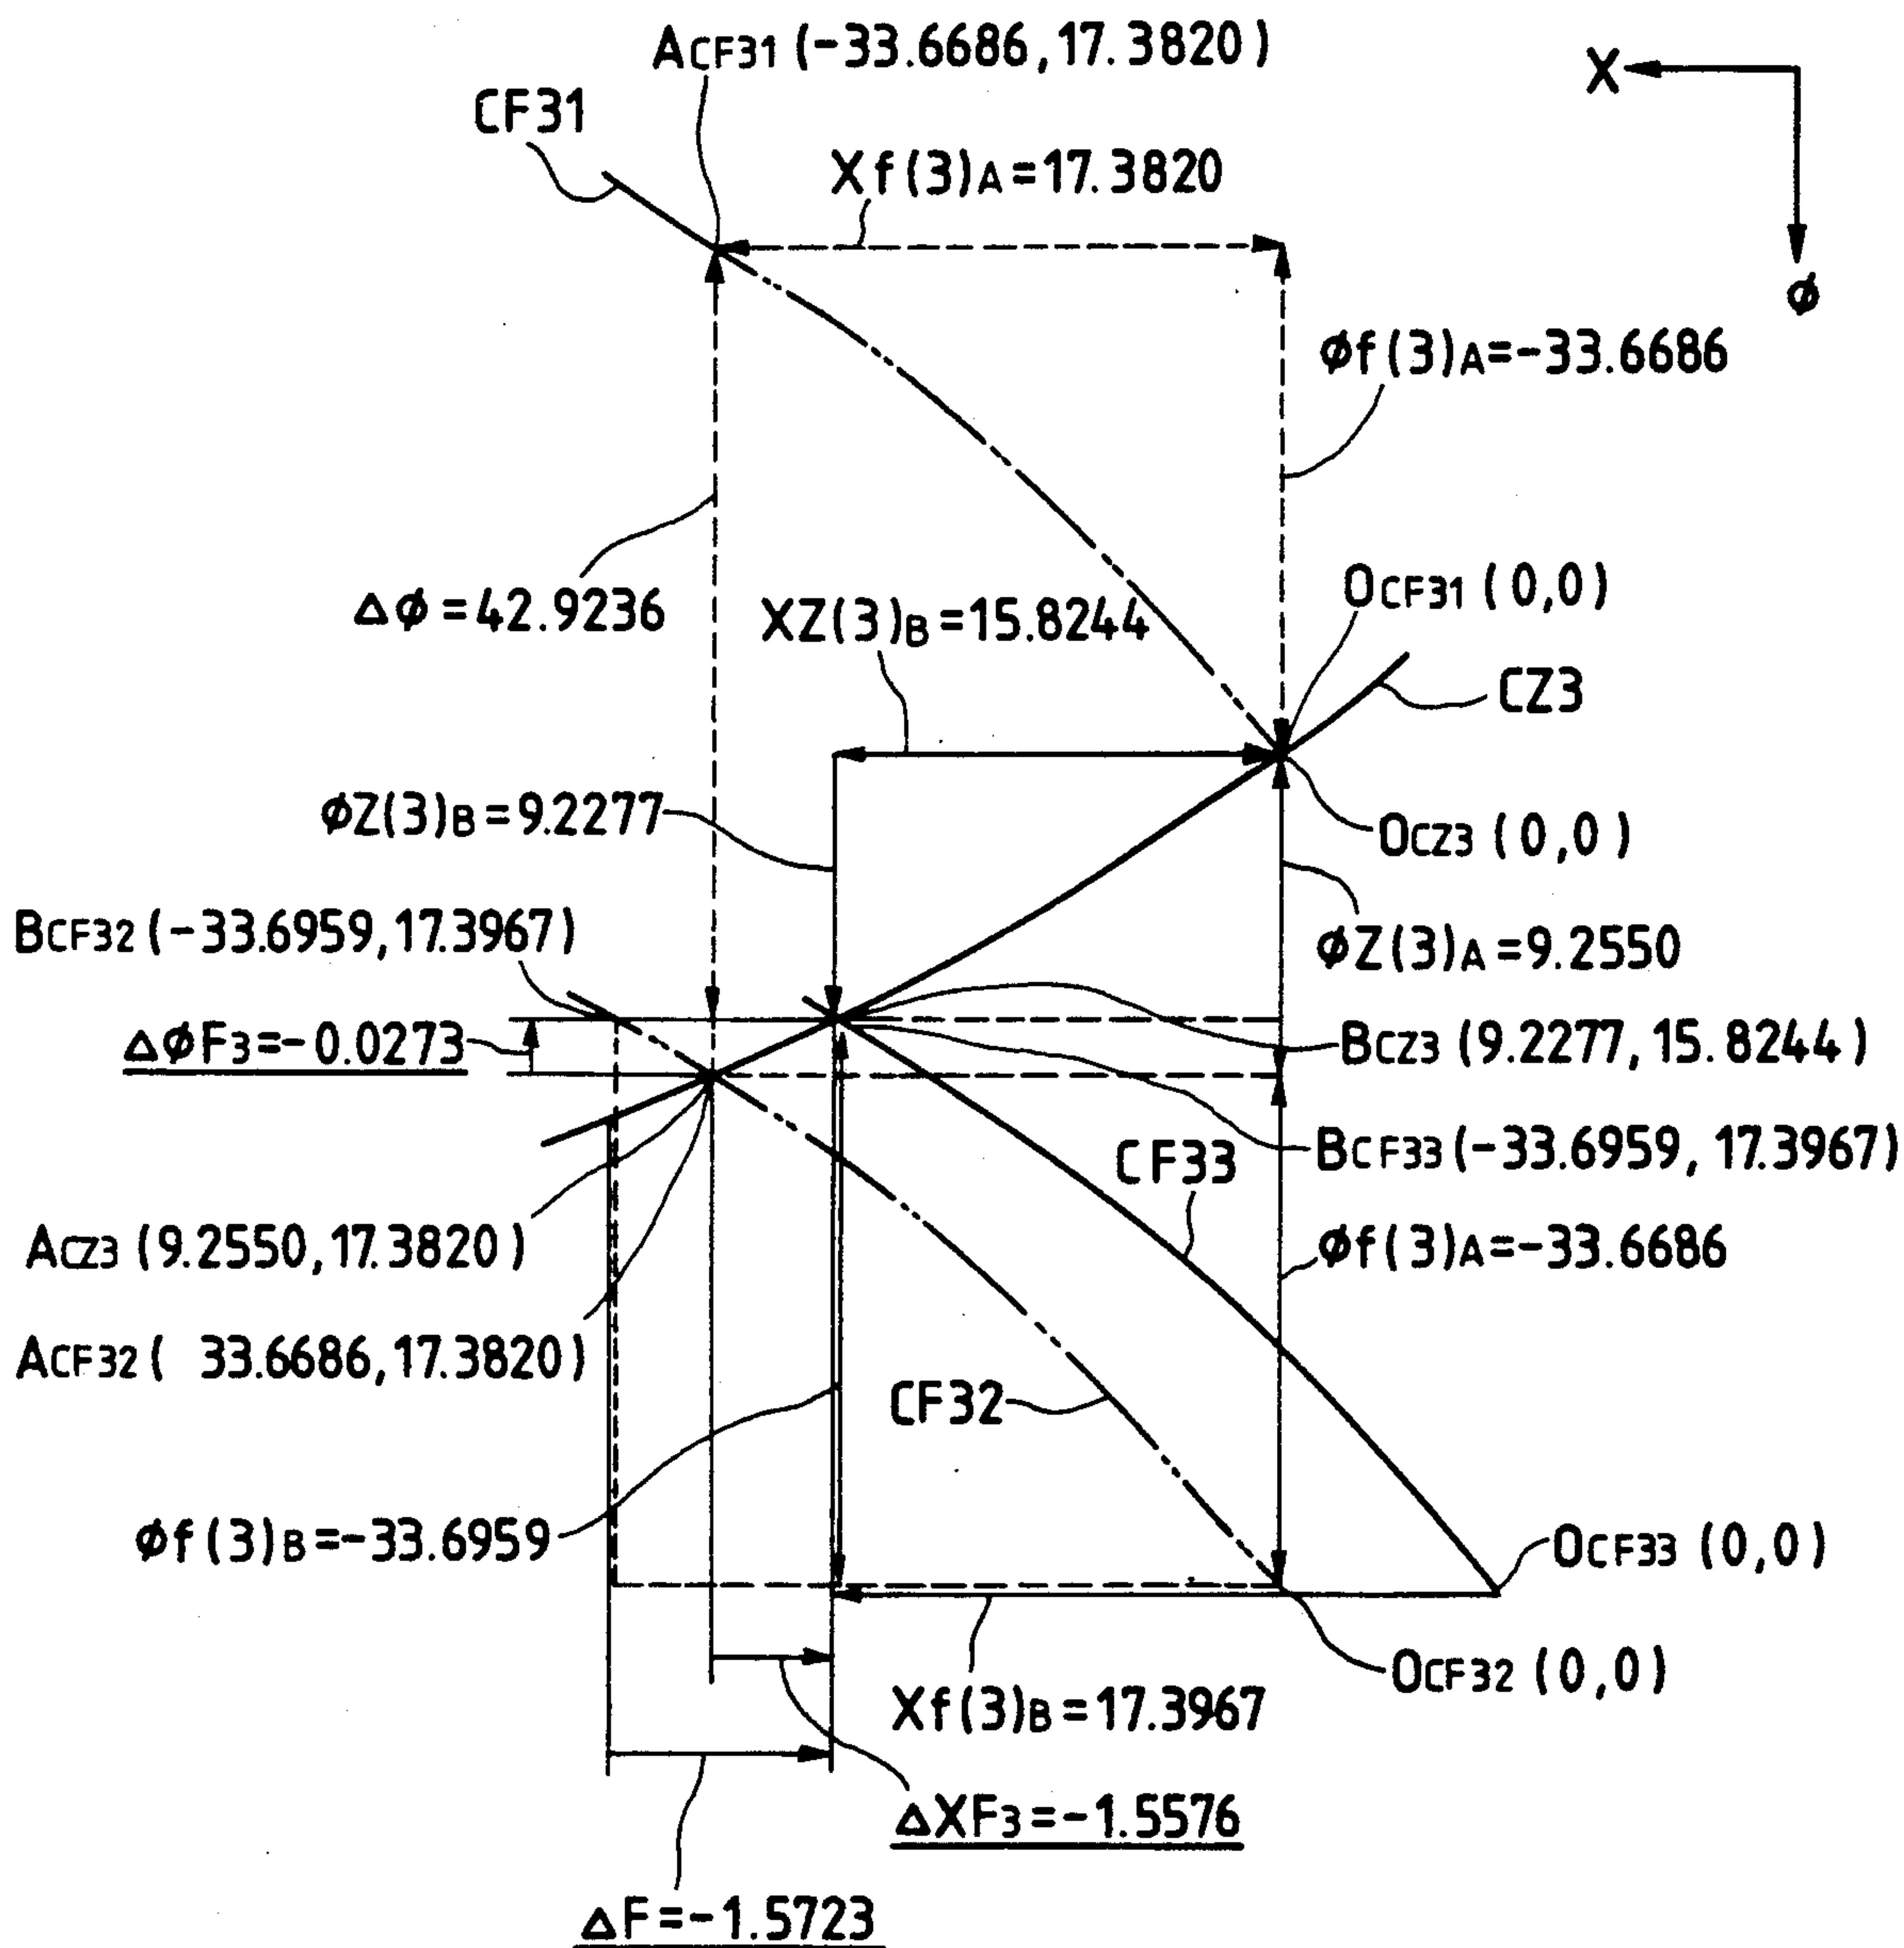 ACF31 (-33.6686, 17.3820)
X
CF31
Xf(3)A=17.3820
φ
φf(3)A=-33.6686
OCF31 (0,0)
Δφ=42.9236
XZ(3)B=15.8244
CZ3
φZ(3)B=9.2277
OCZ3 (0,0)
BCF32 (-33.6959, 17.3967)
φZ(3)A=9.2550
ΔφF3=-0.0273
BCZ3 (9.2277, 15.8244)
CF33
BCF33 (-33.6959, 17.3967)
ACZ3 (9.2550, 17.3820)
φf(3)A=-33.6686
ACF32 ( 33.6686, 17.3820)
CF32
φf(3)B=-33.6959
OCF33 (0,0)
OCF32 (0,0)
Xf(3)B=17.3967
ΔXF3=-1.5576
ΔF=-1.5723